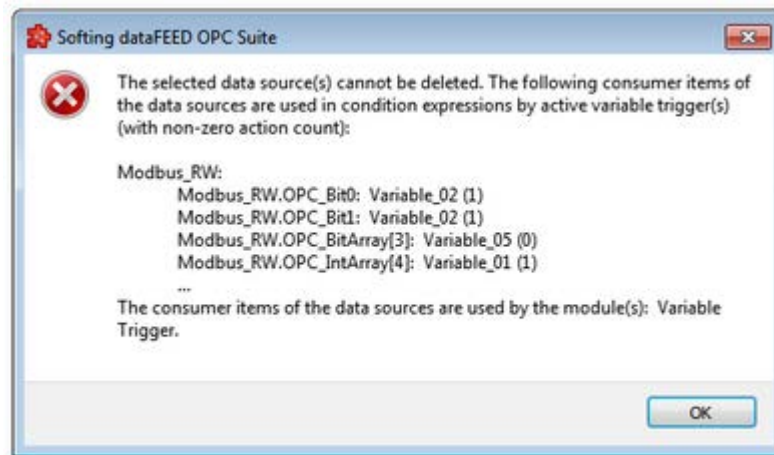 Softing dataFEED OPC Suite
The selected data source(s) cannot be deleted. The following consumer items of
the data sources are used in condition expressions by active variable trigger(s)
(with non-zero action count):
Modbus_RW:
Modbus_RW.OPC_Bit0:  Variable_02 (1)
Modbus_RW.OPC_Bit1:  Variable_02 (1)
Modbus_RW.OPC_BitArray[3]:  Variable_05 (0)
Modbus_RW.OPC_IntArray[4]:  Variable_01 (1)
...
The consumer items of the data sources are used by the module(s):  Variable
Trigger.
OK